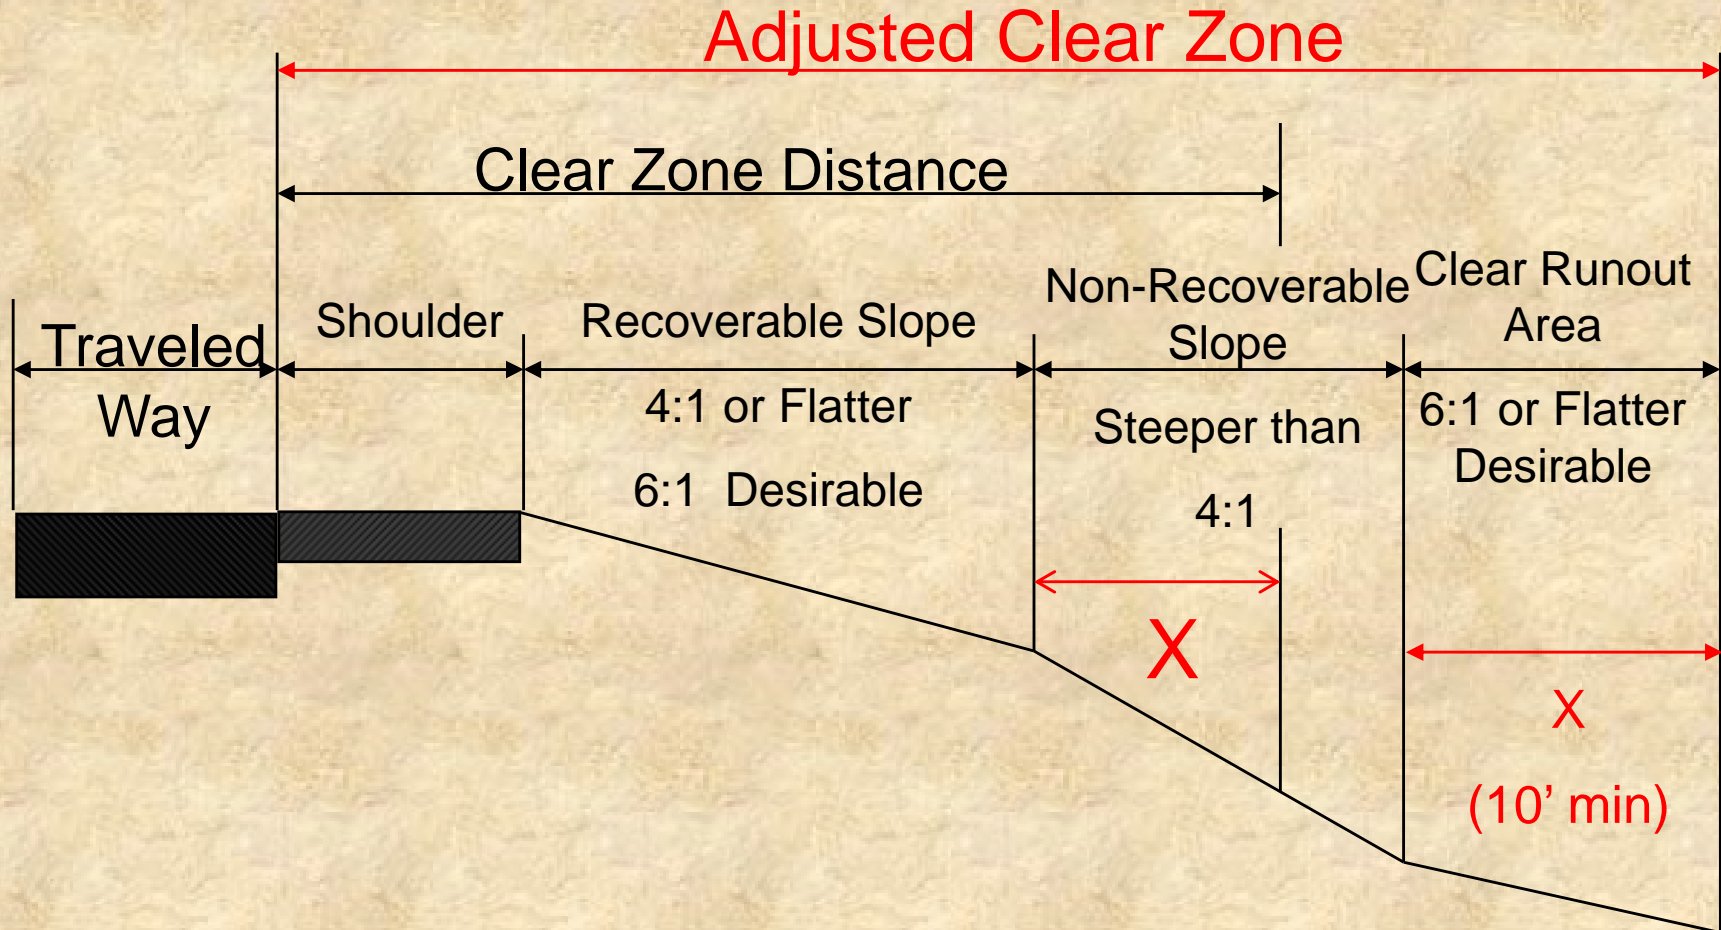 Adjusted Clear Zone
Clear Zone Distance
Traveled
Way
Shoulder
Recoverable Slope
4:1 or Flatter
6:1  Desirable
Non-Recoverable
Slope
Steeper than
4:1
Clear Runout
Area
6:1 or Flatter
Desirable
X
X
(10’ min)